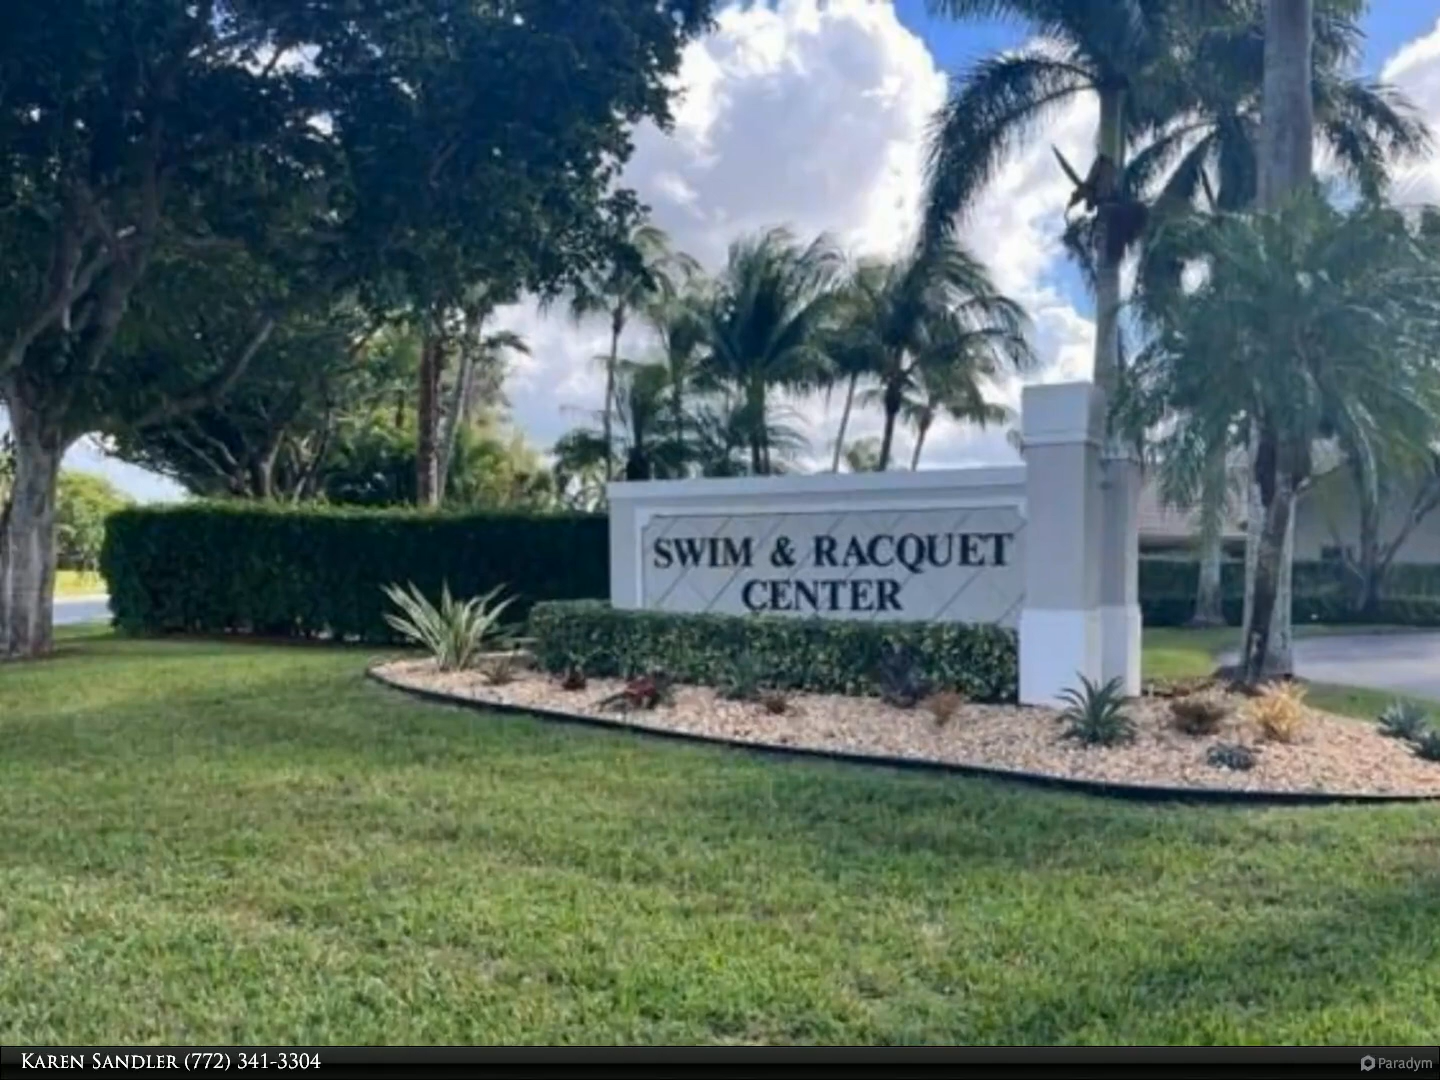 SWIM & RACQUET
CENTER
KAREN SANDLER (772) 341-3304
Paradym